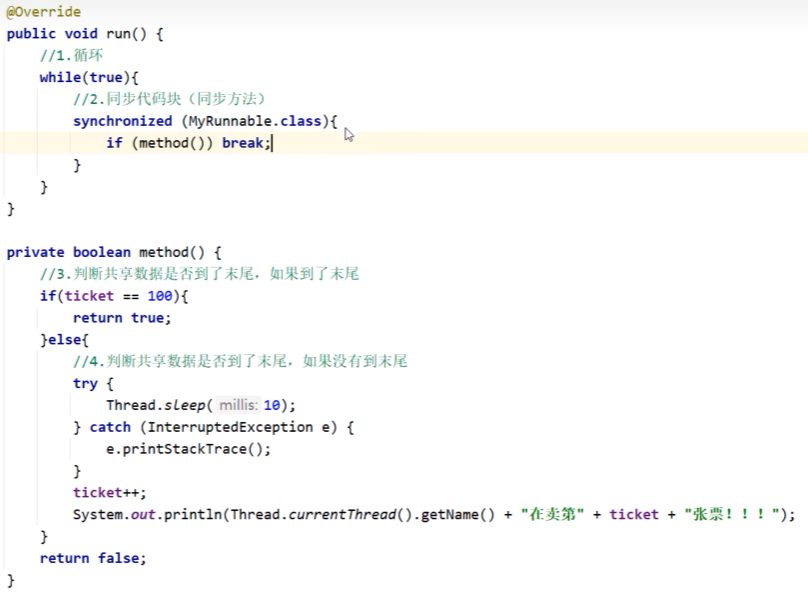 @Override
public void run() {
//1.循环
while(true){
//2.同步代码块（同步方法）
synchronized (MyRunnable.class){
if (method()) break;
}
}
}
private boolean method() {
//3.判断共享数据是否到了末尾，如果到了末尾
if(ticket == 100){
return true;
}else{
//4.判断共享数据是否到了末尾，如果没有到末尾
try {
Thread.sleep( millis: 10);
} catch (InterruptedException e) {
e.printStackTrace();
}
ticket++;
System.out.println(Thread.currentThread().getName() + "在卖第" + ticket + "张票！！！");
}
return false;
}